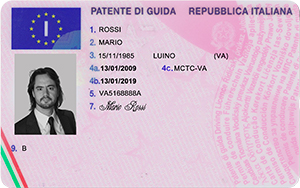 PATENTE DI GUIDA REPUBBLICA ITALIANA
I
1. ROSSI
2. MARIO
3. 15/11/1985 LUINO (VA)
4a. 13/01/2009 4c. MCTC-VA
4b. 13/01/2019
5. VA5168888A
7. Mario Rossi
9. B